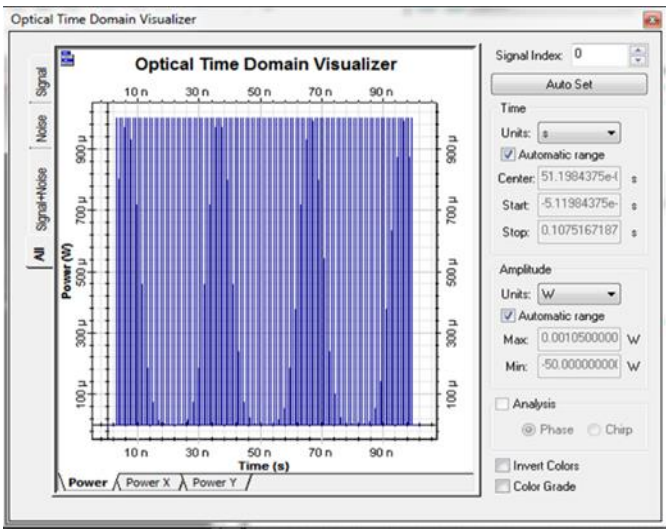 Optical Time Domain Visualizer
Signal
Noise
Signal+Noise
All
Optical Time Domain Visualizer
10 n 30 n 50 n 70 n 90 n
Power (W)
900 µ
700 µ
500 µ
300 µ
100 µ
900 µ
700 µ
500 µ
300 µ
100 µ
10 n 30 n 50 n 70 n 90 n
Time (s)
Power Power X Power Y
Signal Index: 0
Auto Set
Time
Units: s
Automatic range
Center: 51.1984375e-( s
Start: -5.11984375e- s
Stop: 0.1075167187 s
Amplitude
Units: W
Automatic range
Max: 0.0010500000 W
Min: -50.00000000( W
Analysis
Phase Chirp
Invert Colors
Color Grade